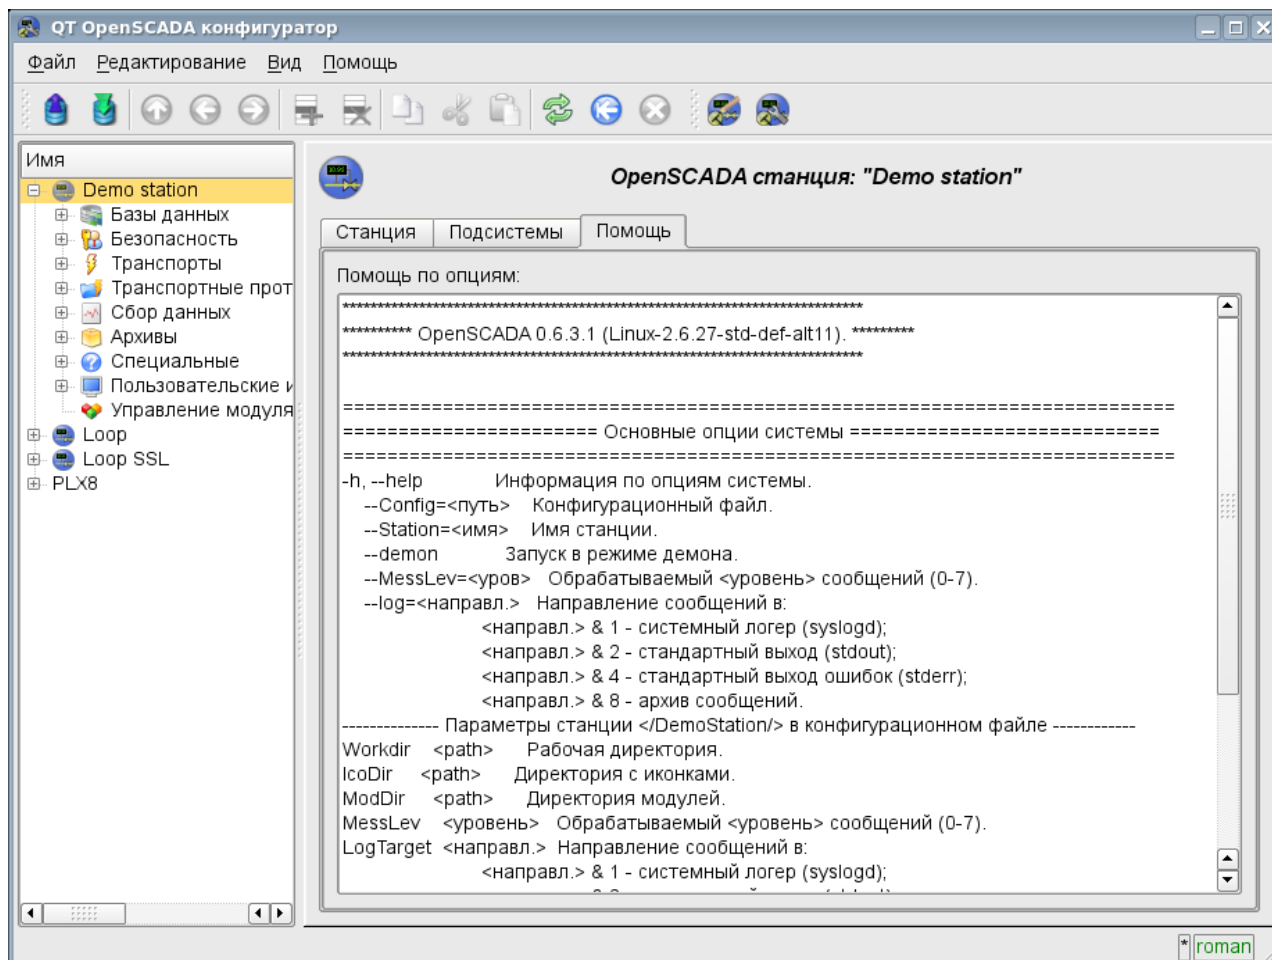 QT OpenSCADA конфигуратор
Файл Редактирование Вид Помощь
Имя
Demo station
Базы данных
Безопасность
Транспорты
Транспортные прот
Сбор данных
Архивы
Специальные
Пользовательские
Управление модуля
Loop
Loop SSL
PLX8
OpenSCADA станция: "Demo station"
Станция Подсистемы Помощь
Помощь по опциям:
***************************************************************************
********** OpenSCADA 0.6.3.1 (Linux-2.6.27-std-def-alt11). *********
***************************************************************************
===========================================================================
======================= Основные опции системы ============================
===========================================================================
-h, --help Информация по опциям системы.
--Config=<путь> Конфигурационный файл.
--Station=<имя> Имя станции.
--demon Запуск в режиме демона.
--MessLev=<уров> Обрабатываемый <уровень> сообщений (0-7).
--log=<направл.> Направление сообщений в:
<направл.> & 1 - системный логер (syslogd);
<направл.> & 2 - стандартный выход (stdout);
<направл.> & 4 - стандартный выход ошибок (stderr);
<направл.> & 8 - архив сообщений.
-------------- Параметры станции </DemoStation/> в конфигурационном файле ------------
Workdir <path> Рабочая директория.
IcoDir <path> Директория с иконками.
ModDir <path> Директория модулей.
MessLev <уровень> Обрабатываемый <уровень> сообщений (0-7).
LogTarget <направл.> Направление сообщений в:
<направл.> & 1 - системный логер (syslogd);
* roman